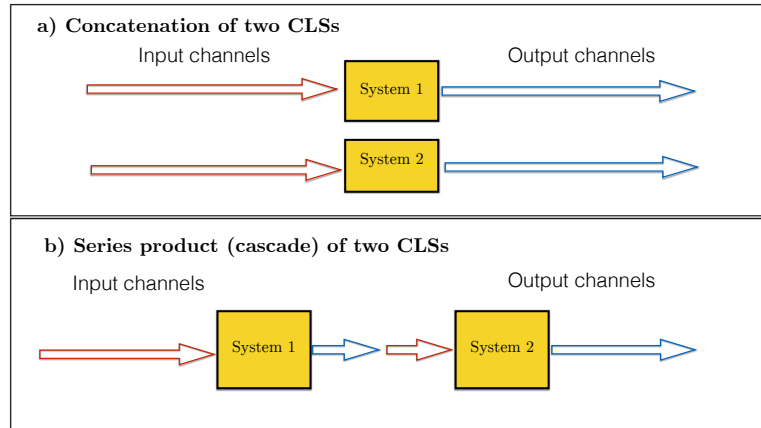 a) Concatenation of two CLSs
Input channels
Output channels
System 1
System 2
b) Series product (cascade) of two CLSs
Input channels
Output channels
System 1
System 2